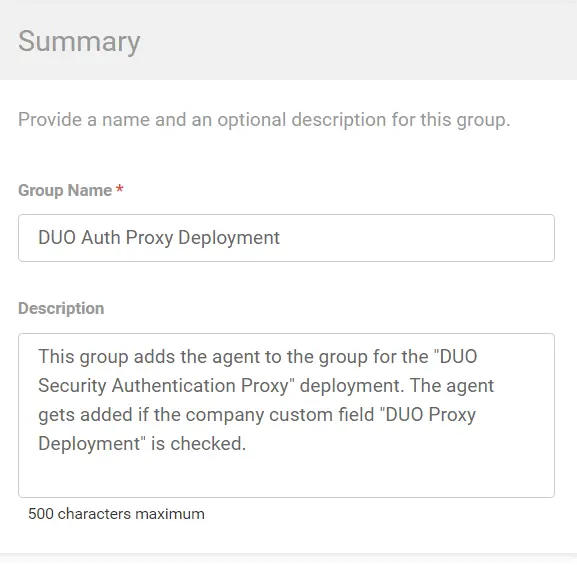 Summary
Provide a name and an optional description for this group.
Group Name *
DUO Auth Proxy Deployment
Description
This group adds the agent to the group for the "DUO
Security Authentication Proxy" deployment. The agent
gets added if the company custom field "DUO Proxy
Deployment" is checked.
500 characters maximum